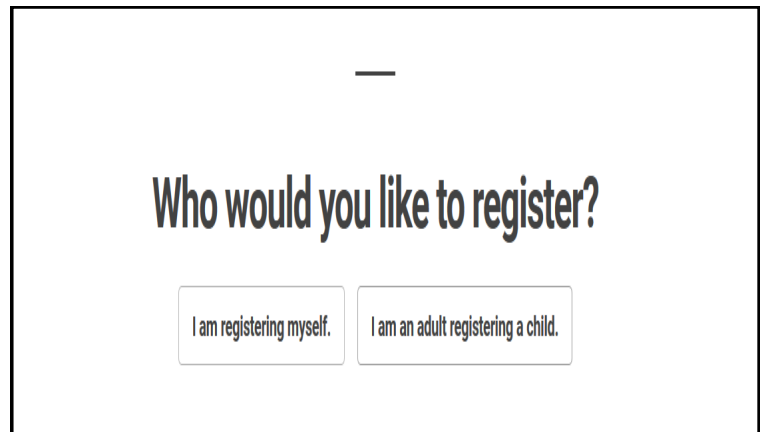 Who would you like to register?
I am registering myself. I am an adult registering a child.